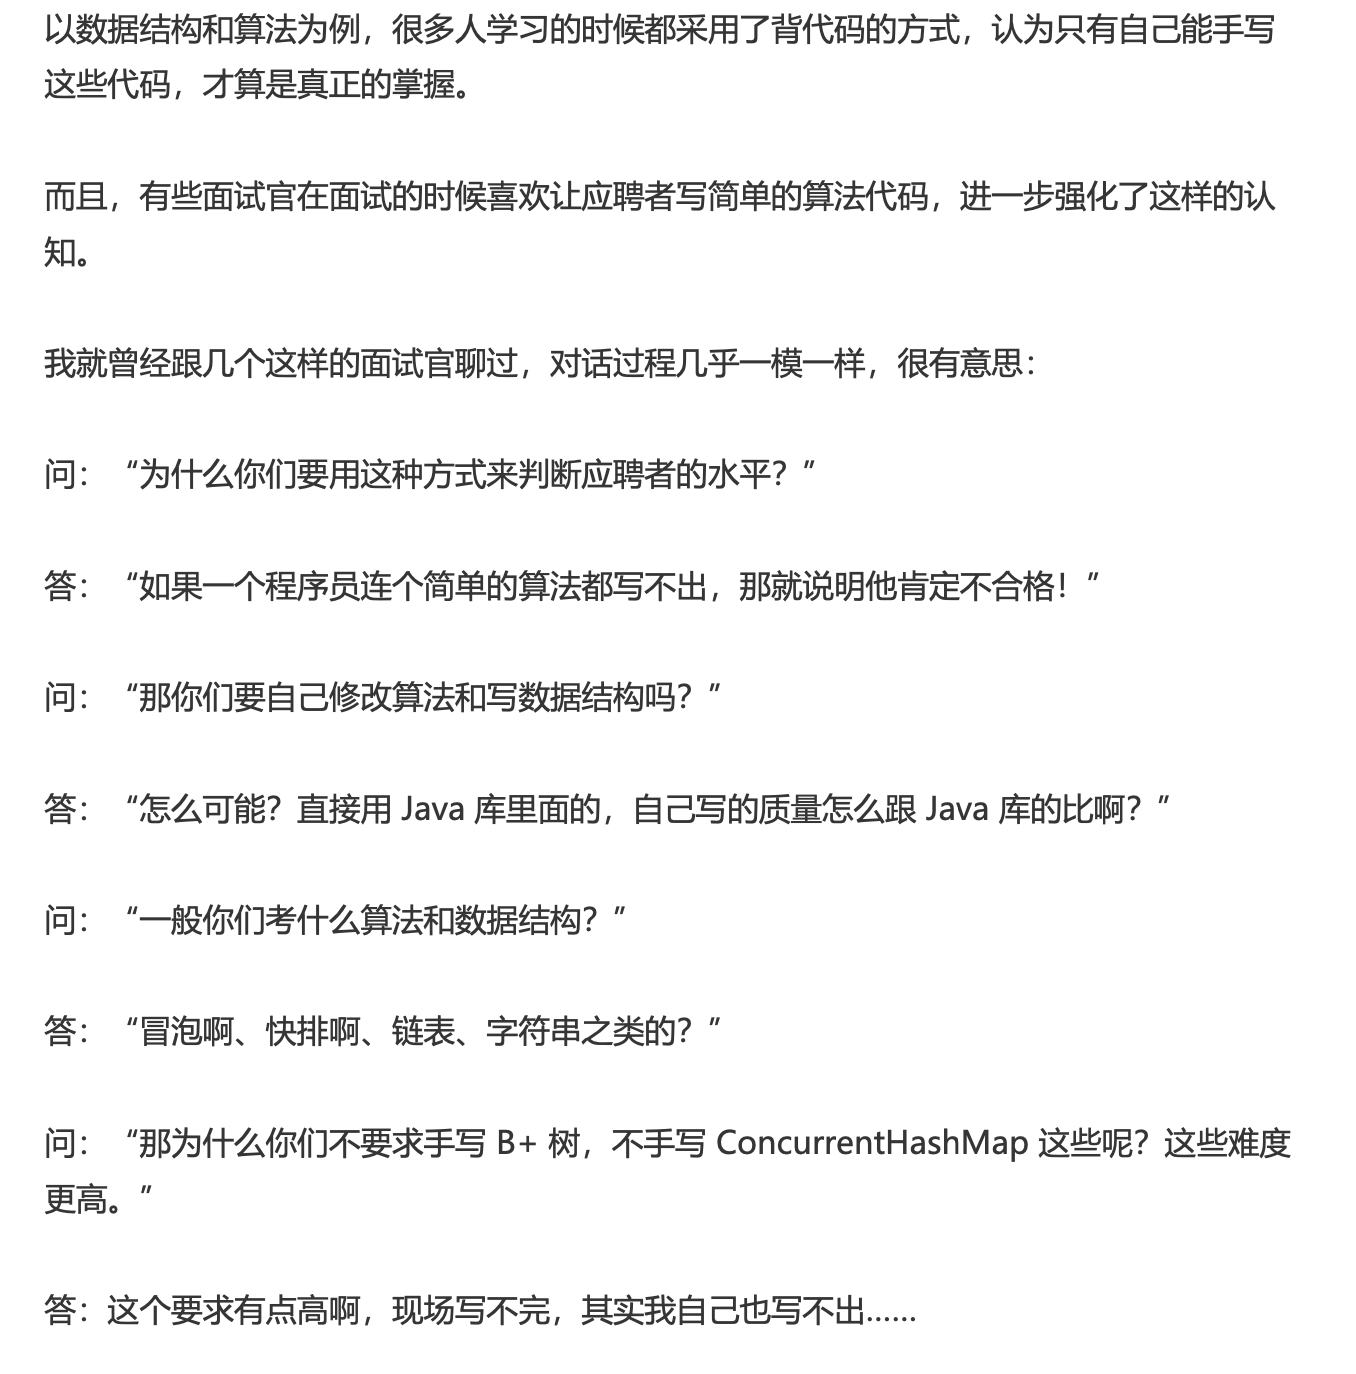 以数据结构和算法为例，很多人学习的时候都采用了背代码的方式，认为只有自己能手写
这些代码，才算是真正的掌握。
而且，有些面试官在面试的时候喜欢让应聘者写简单的算法代码，进一步强化了这样的认
知。
我就曾经跟几个这样的面试官聊过，对话过程几乎一模一样，很有意思：
问：“为什么你们要用这种方式来判断应聘者的水平？”
答：“如果一个程序员连个简单的算法都写不出，那就说明他肯定不合格！”
问：“那你们要自己修改算法和写数据结构吗？”
答：“怎么可能？直接用 Java 库里面的，自己写的质量怎么跟 Java 库的比啊？”
问：“一般你们考什么算法和数据结构？”
答：“冒泡啊、快排啊、链表、字符串之类的？”
问：“那为什么你们不要求手写 B+ 树，不手写 ConcurrentHashMap 这些呢？这些难度
更高。”
答：这个要求有点高啊，现场写不完，其实我自己也写不出……